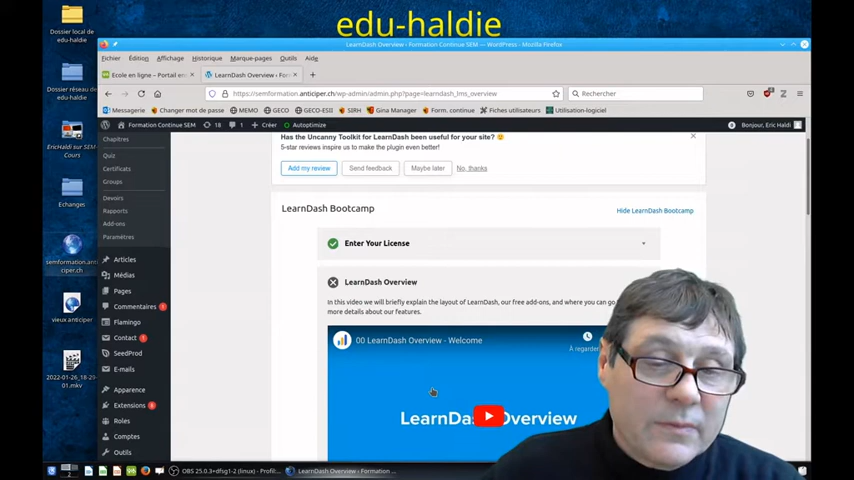 edu-haldie
Dossier local de
edu-haldie
Dossier réseau de
edu-haldi
EricHaldi sur SEM-
Cours
Echanges
semformation.anti
ciper.ch
vieux.anticiper
2022-01-26_18-29-
01.mkv
LearnDash Overview ‹ Formation Continue SEM — WordPress - Mozilla Firefox
Fichier Édition Affichage Historique Marque-pages Outils Aide
Ecole en ligne – Portail en
LearnDash Overview ‹ For
https://semformation.anticiper.ch/wp-admin/admin.php?page=learndash_lms_overview
Rechercher
Messagerie Changer mot de passe MEMO GECO GECO-ESII SIRH Gina Manager Form. continue Fiches utilisateurs Utilisation-logiciel
Formation Continue SEM 18 1 Créer Autoptimize Bonjour, Eric Haldi
Chapitres
Quiz
Certificats
Groups
Devoirs
Rapports
Add-ons
Paramètres
Articles
Médias
Pages
Commentaires 1
Flamingo
Contact 1
SeedProd
E-mails
Apparence
Extensions
Roles
Comptes
Outils
Has the Uncanny Toolkit for LearnDash been useful for your site? 🙂
5-star reviews inspire us to make the plugin even better!
Add my review Send feedback Maybe later No, thanks
LearnDash Bootcamp
Hide LearnDash Bootcamp
Enter Your License
LearnDash Overview
In this video we will briefly explain the layout of LearnDash, our free add-ons, and where you can go
more details about our features.
00 LearnDash Overview - Welcome
À regarder
LearnDas Overview
OBS 25.0.3+dfsg1-2 (linux) - Profil:...
LearnDash Overview ‹ Formation ...